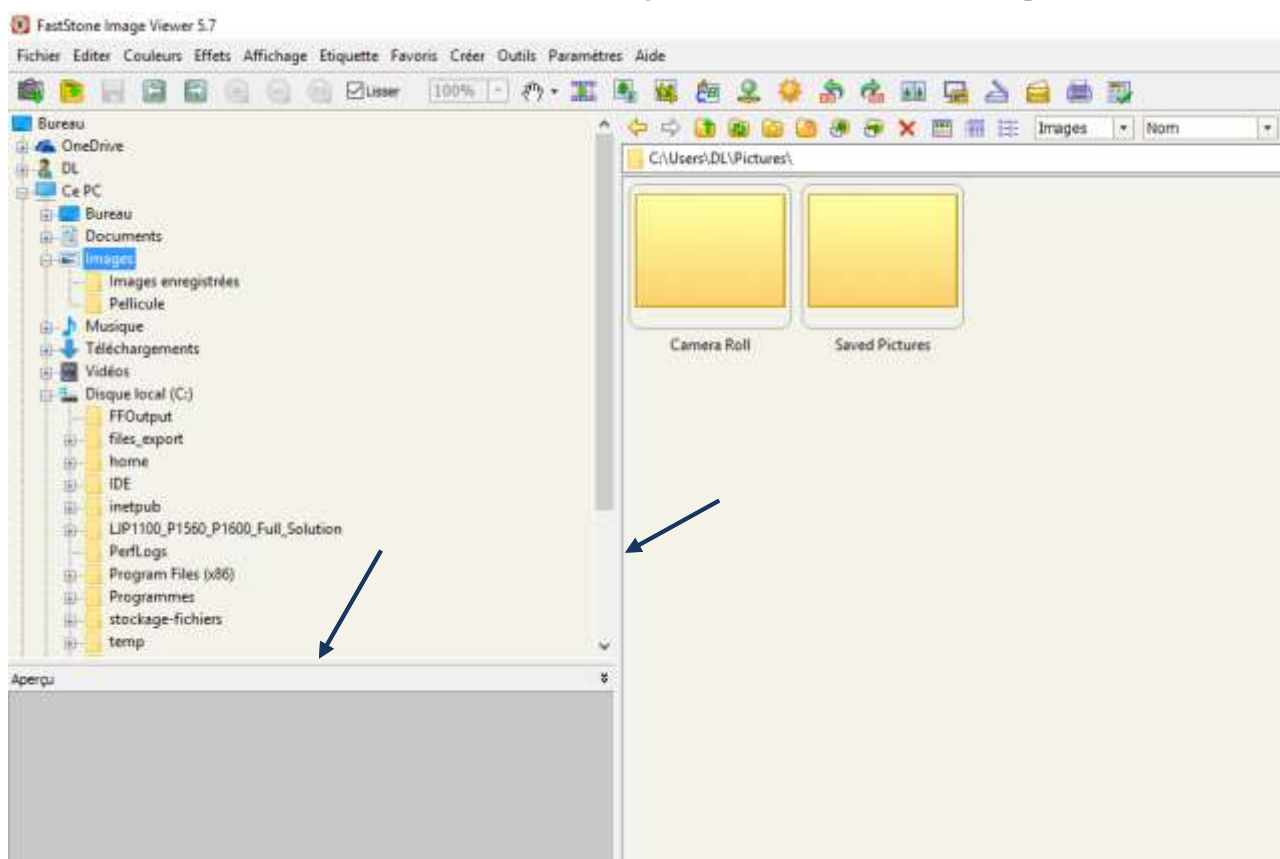 FastStone Image Viewer 5.7
Fichier Editer Couleurs Effets Affichage Etiquette Favoris Créer Outils Paramètres Aide
Lisser 100%
Bureau
OneDrive
DL
Ce PC
Bureau
Documents
Images
Images enregistrées
Pellicule
Musique
Téléchargements
Vidéos
Disque local (C:)
FFOutput
files_export
home
IDE
inetpub
LJP1100_P1560_P1600_Full_Solution
PerfLogs
Program Files (x86)
Programmes
stockage-fichiers
temp
Aperçu
Images Nom
C:\Users\DL\Pictures\
Camera Roll Saved Pictures